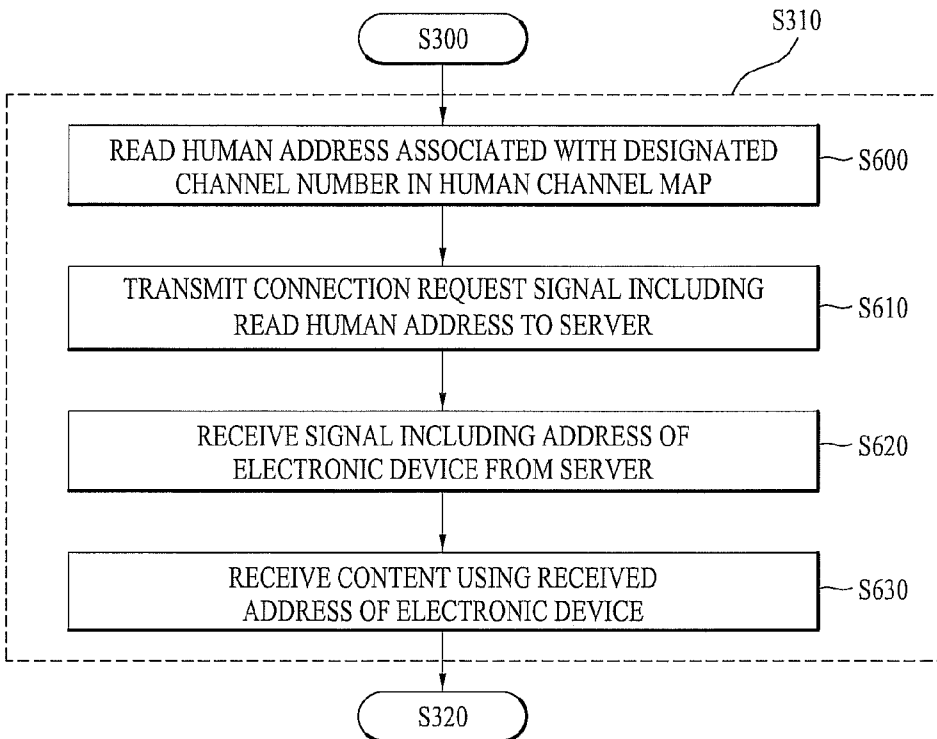 S310
S300
READ HUMAN ADDRESS ASSOCIATED WITH DESIGNATED
CHANNEL NUMBER IN HUMAN CHANNEL MAP
S600
TRANSMIT CONNECTION REQUEST SIGNAL INCLUDING
READ HUMAN ADDRESS TO SERVER
S610
RECEIVE SIGNAL INCLUDING ADDRESS OF
ELECTRONIC DEVICE FROM SERVER
S620
RECEIVE CONTENT USING RECEIVED
ADDRESS OF ELECTRONIC DEVICE
S630
S320